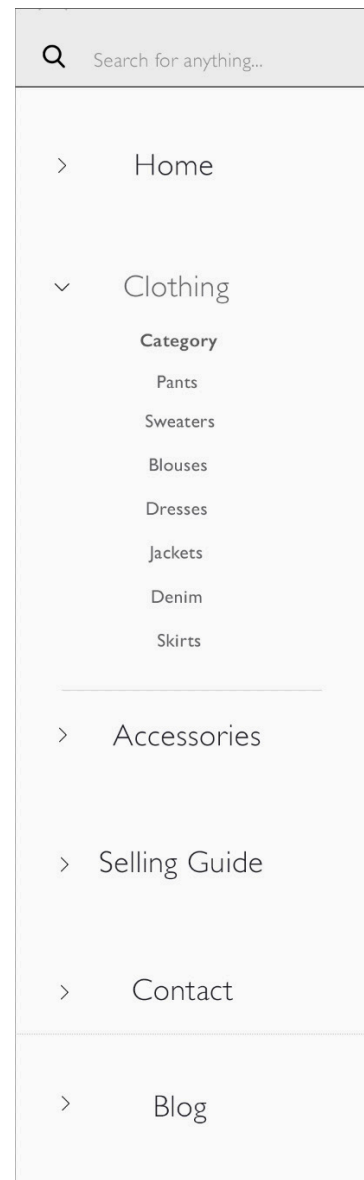 Search for anything...
Home
Clothing
Category
Pants
Sweaters
Blouses
Dresses
Jackets
Denim
Skirts
Accessories
Selling Guide
Contact
Blog